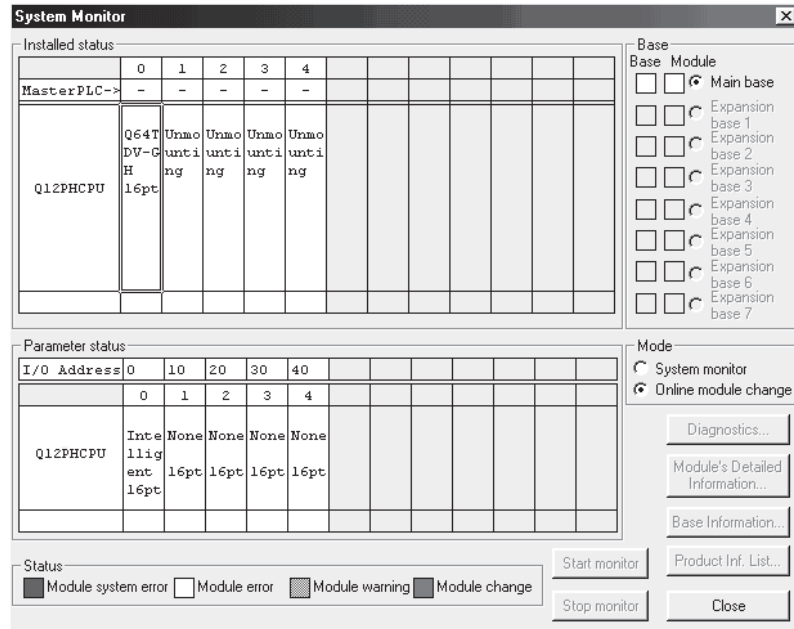 System Monitor
Installed status
0 1 2 3 4
MasterPLC-> - - - - -
Q12PHCPU
Q64T Unmo Unmo Unmo Unmo
DV-G unti unti unti unti
H ng ng ng ng
16pt
Base
Base Module
Main base
Expansion
base 1
Expansion
base 2
Expansion
base 3
Expansion
base 4
Expansion
base 5
Expansion
base 6
Expansion
base 7
Parameter status
I/O Address 0 10 20 30 40
0 1 2 3 4
Q12PHCPU
Inte None None None None
llig
ent 16pt 16pt 16pt 16pt
16pt
Mode
System monitor
Online module change
Diagnostics...
Module's Detailed
Information...
Base Information...
Product Inf. List...
Status
Module system error Module error Module warning Module change
Start monitor
Stop monitor
Close